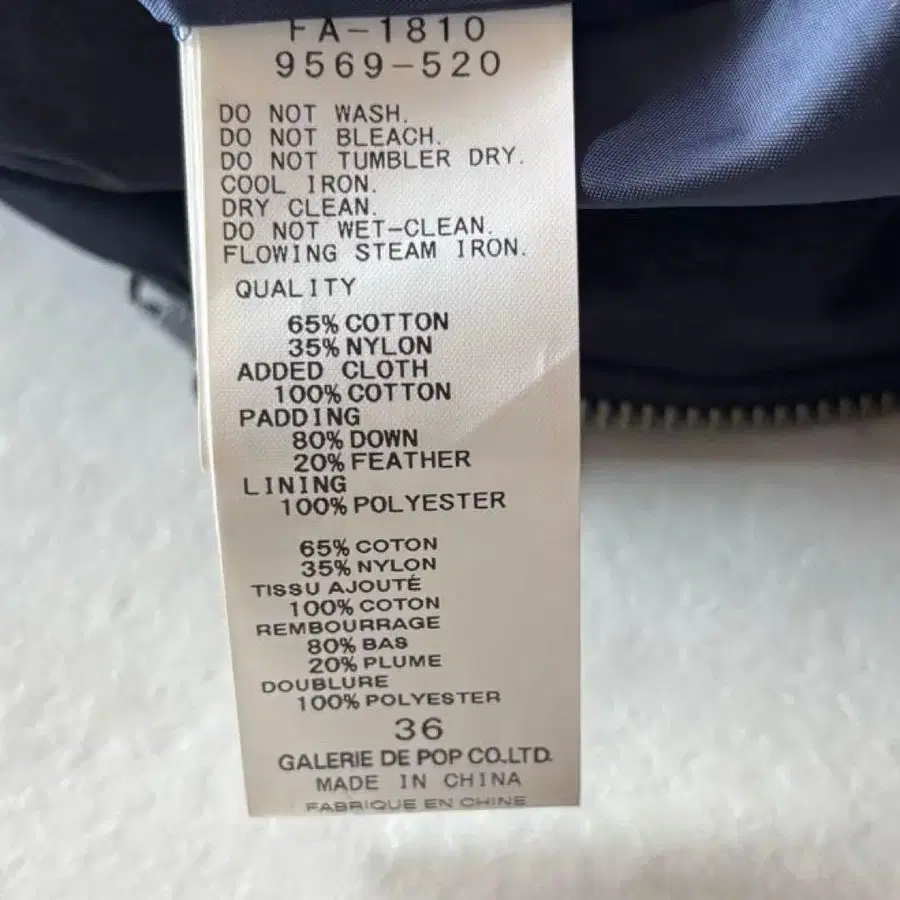 FA-1810
9569-520
DO NOT WASH.
DO NOT BLEACH.
DO NOT TUMBLER DRY.
COOL IRON.
DRY CLEAN.
DO NOT WET-CLEAN.
FLOWING STEAM IRON.
QUALITY
65% COTTON
35% NYLON
ADDED CLOTH
100% COTTON
PADDING
80% DOWN
20% FEATHER
LINING
100% POLYESTER
65% COTON
35% NYLON
TISSU AJOUTÉ
100% COTON
REMBOURRAGE
80% BAS
20% PLUME
DOUBLURE
100% POLYESTER
36
GALERIE DE POP CO.LTD.
MADE IN CHINA
FABRIQUE EN CHINE